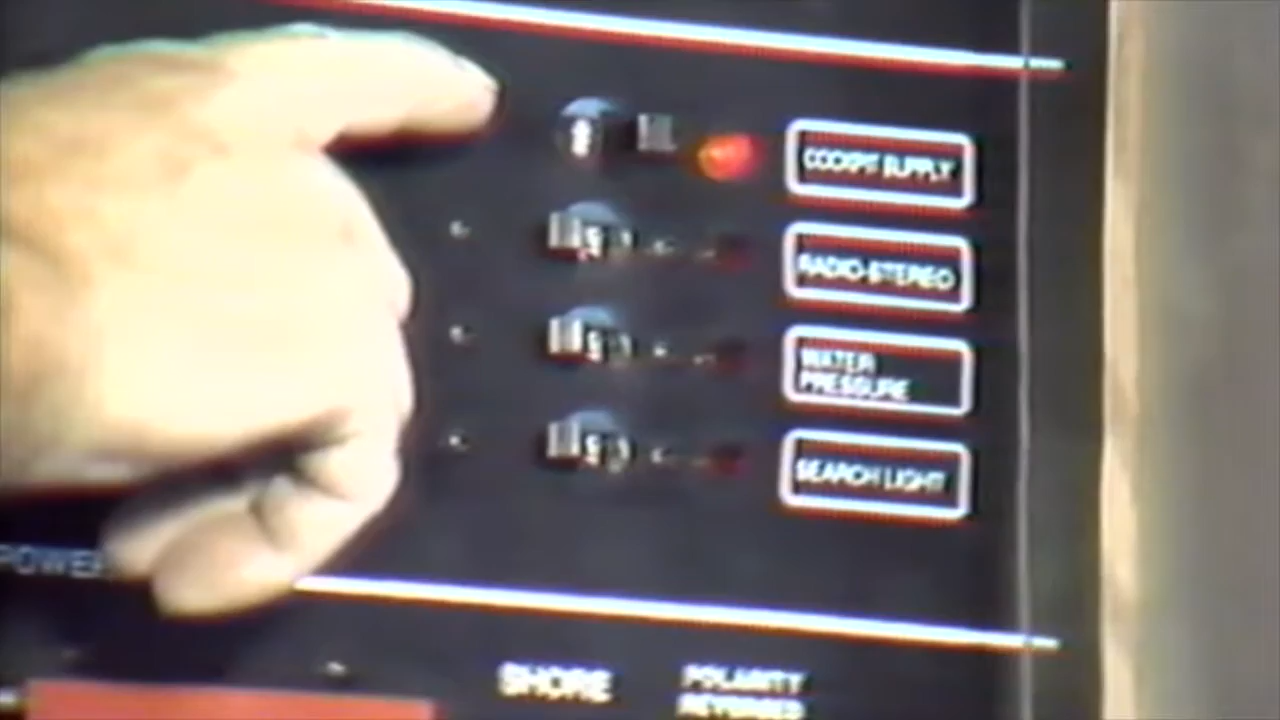 COCKPIT SUPPLY
RADIO-STEREO
WATER
PRESSURE
SEARCH LIGHT
POWER
SHORE
POLARITY
REVERSED